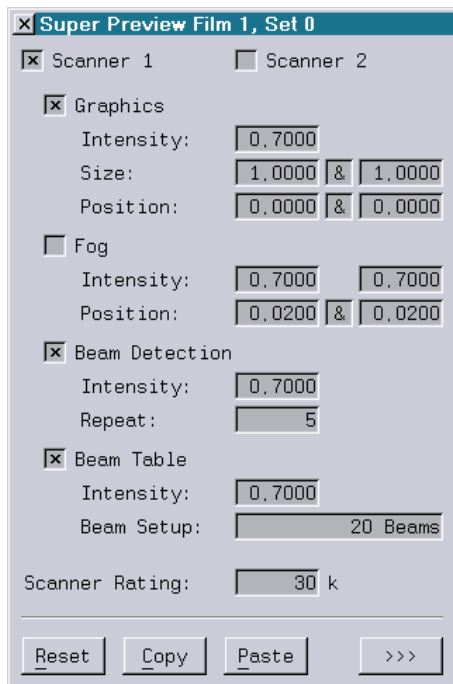 Super Preview Film 1, Set 0
Scanner 1 Scanner 2
Graphics
Intensity: 0.7000
Size: 1.0000 & 1.0000
Position: 0.0000 & 0.0000
Fog
Intensity: 0.7000 0.7000
Position: 0.0200 & 0.0200
Beam Detection
Intensity: 0.7000
Repeat: 5
Beam Table
Intensity: 0.7000
Beam Setup: 20 Beams
Scanner Rating: 30 k
Reset Copy Paste >>>